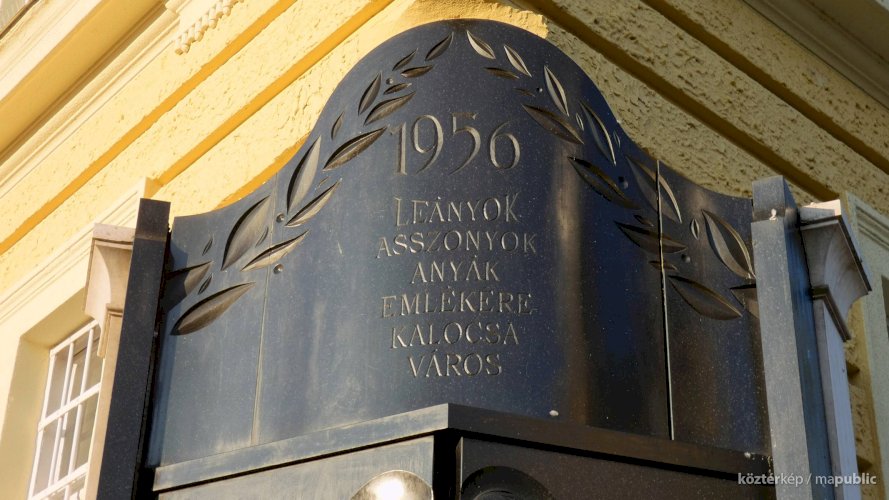 1956
LEÁNYOK
ASSZONYOK
ANYÁK
EMLÉKÉRE
KALOCSA
VÁROS
köztérkép / mapublic